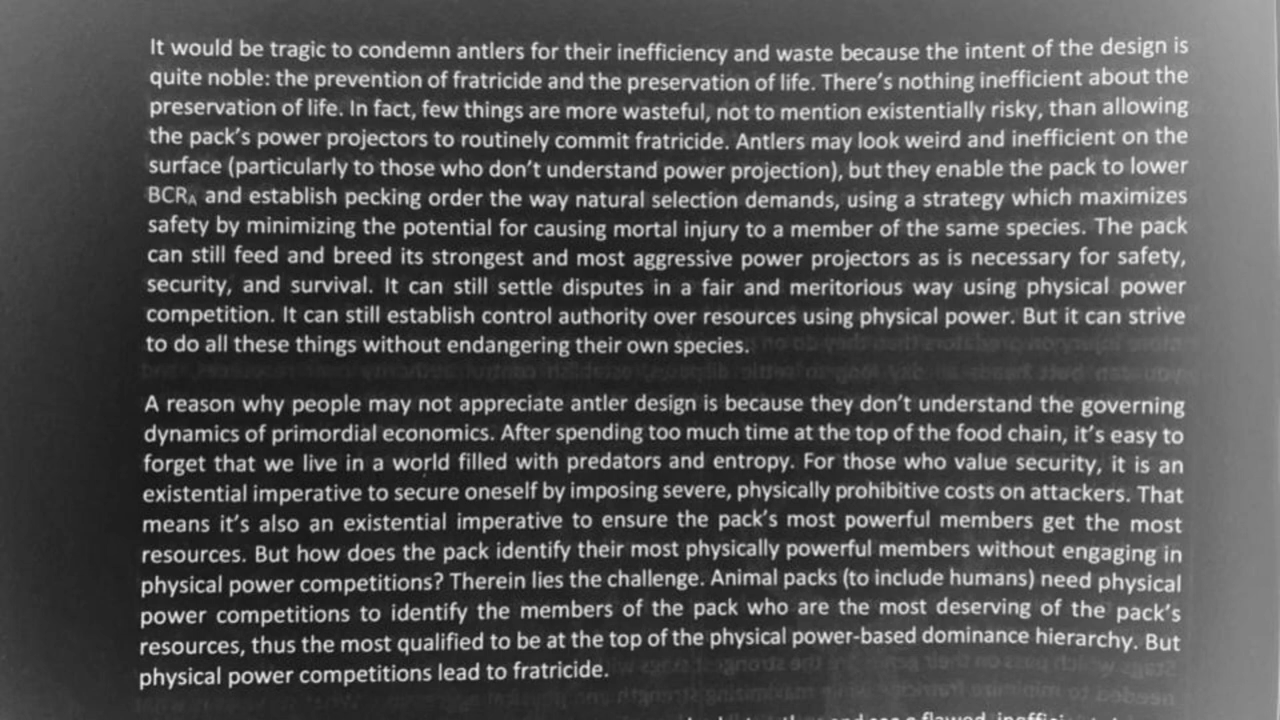 It would be tragic to condemn antlers for their inefficiency and waste because the intent of the design is
quite noble: the prevention of fratricide and the preservation of life. There's nothing inefficient about the
preservation of life. In fact, few things are more wasteful, not to mention existentially risky, than allowing
the pack's power projectors to routinely commit fratricide. Antlers may look weird and inefficient on the
surface (particularly to those who don't understand power projection), but they enable the pack to lower
BCRA and establish pecking order the way natural selection demands, using a strategy which maximizes
safety by minimizing the potential for causing mortal injury to a member of the same species. The pack
can still feed and breed its strongest and most aggressive power projectors as is necessary for safety,
security, and survival. It can still settle disputes in a fair and meritorious way using physical power
competition. It can still establish control authority over resources using physical power. But it can strive
to do all these things without endangering their own species.
A reason why people may not appreciate antler design is because they don't understand the governing
dynamics of primordial economics. After spending too much time at the top of the food chain, it's easy to
forget that we live in a world filled with predators and entropy. For those who value security, it is an
existential imperative to secure oneself by imposing severe, physically prohibitive costs on attackers. That
means it's also an existential imperative to ensure the pack's most powerful members get the most
resources. But how does the pack identify their most physically powerful members without engaging in
physical power competitions? Therein lies the challenge. Animal packs (to include humans) need physical
power competitions to identify the members of the pack who are the most deserving of the pack's
resources, thus the most qualified to be at the top of the physical power-based dominance hierarchy. But
physical power competitions lead to fratricide.